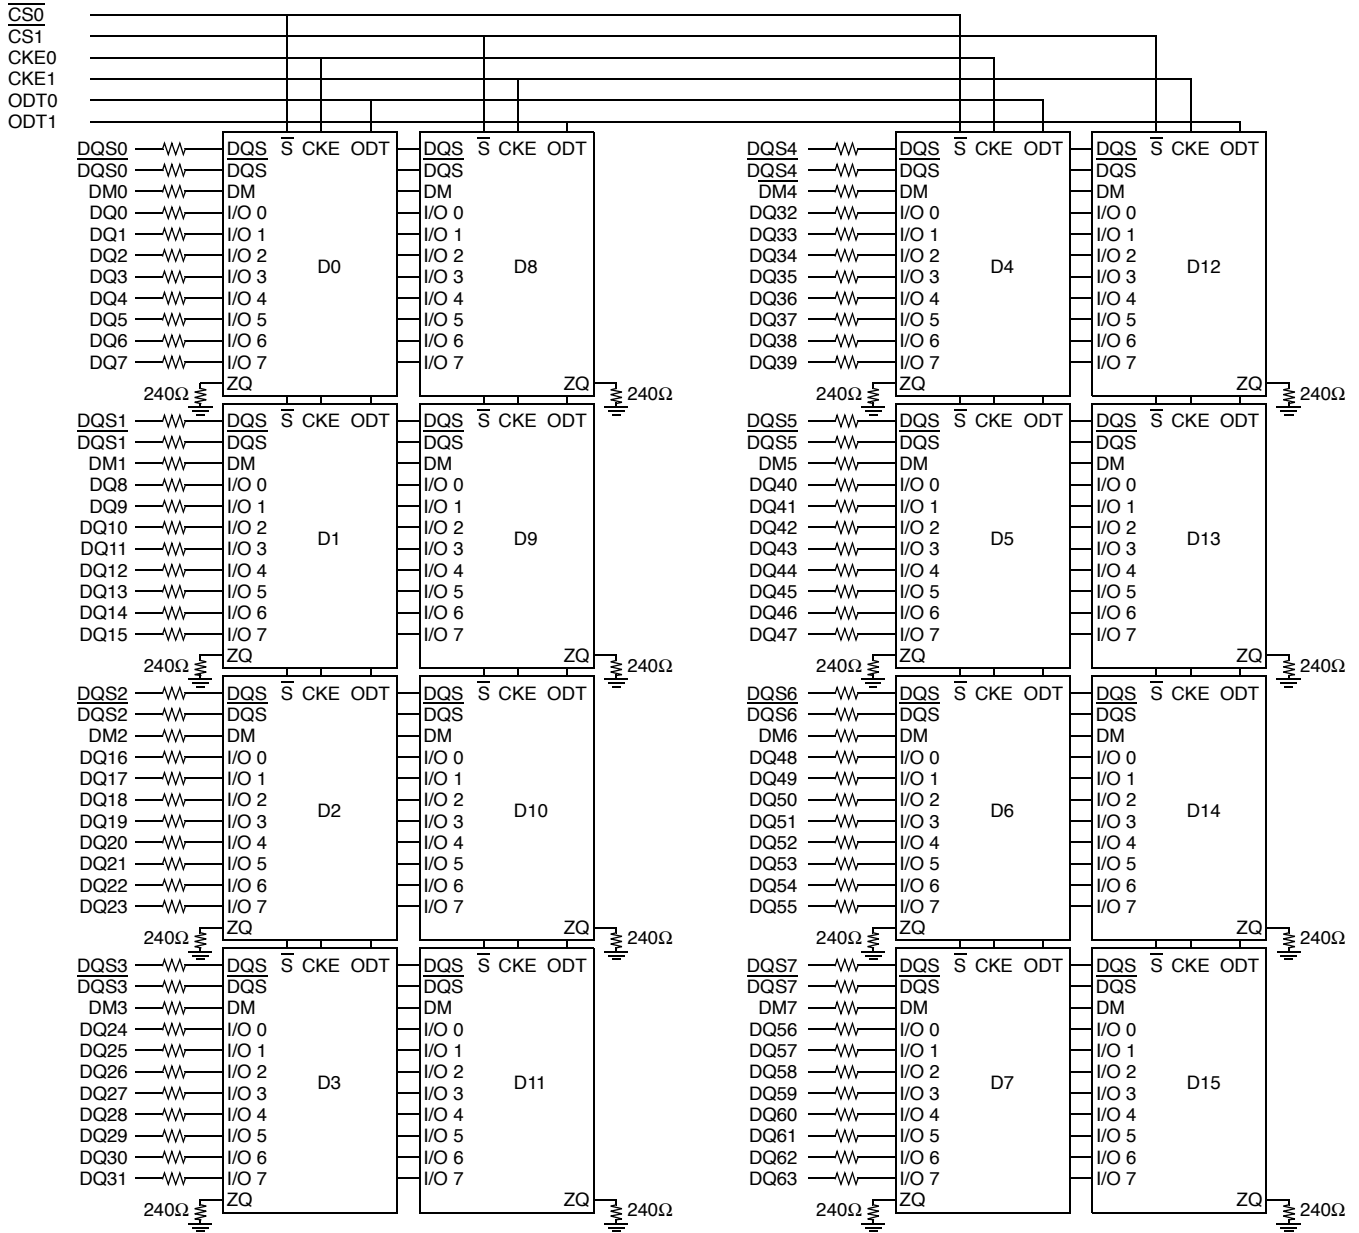 CS0
CS1
CKE0
CKE1
ODT0
ODT1
DQS0 DQS S CKE ODT DQS S CKE ODT DQS4 DQS S CKE ODT DQS S CKE ODT
DQS0 DQS DQS DQS4 DQS DQS
DM0 DM DM DM4 DM DM
DQ0 I/O 0 I/O 0 DQ32 I/O 0 I/O 0
DQ1 I/O 1 I/O 1 DQ33 I/O 1 I/O 1
DQ2 I/O 2 I/O 2 DQ34 I/O 2 I/O 2
D0 D8 D4 D12
DQ3 I/O 3 I/O 3 DQ35 I/O 3 I/O 3
DQ4 I/O 4 I/O 4 DQ36 I/O 4 I/O 4
DQ5 I/O 5 I/O 5 DQ37 I/O 5 I/O 5
DQ6 I/O 6 I/O 6 DQ38 I/O 6 I/O 6
DQ7 I/O 7 I/O 7 DQ39 I/O 7 I/O 7
ZQ ZQ ZQ ZQ
240Ω 240Ω 240Ω 240Ω
DQS1 DQS S CKE ODT DQS S CKE ODT DQS5 DQS S CKE ODT DQS S CKE ODT
DQS1 DQS DQS DQS5 DQS DQS
DM1 DM DM DM5 DM DM
DQ8 I/O 0 I/O 0 DQ40 I/O 0 I/O 0
DQ9 I/O 1 I/O 1 DQ41 I/O 1 I/O 1
DQ10 I/O 2 I/O 2 DQ42 I/O 2 I/O 2
D1 D9 D5 D13
DQ11 I/O 3 I/O 3 DQ43 I/O 3 I/O 3
DQ12 I/O 4 I/O 4 DQ44 I/O 4 I/O 4
DQ13 I/O 5 I/O 5 DQ45 I/O 5 I/O 5
DQ14 I/O 6 I/O 6 DQ46 I/O 6 I/O 6
DQ15 I/O 7 I/O 7 DQ47 I/O 7 I/O 7
ZQ ZQ ZQ ZQ
240Ω 240Ω 240Ω 240Ω
DQS2 DQS S CKE ODT DQS S CKE ODT DQS6 DQS S CKE ODT DQS S CKE ODT
DQS2 DQS DQS DQS6 DQS DQS
DM2 DM DM DM6 DM DM
DQ16 I/O 0 I/O 0 DQ48 I/O 0 I/O 0
DQ17 I/O 1 I/O 1 DQ49 I/O 1 I/O 1
DQ18 I/O 2 I/O 2 DQ50 I/O 2 I/O 2
D2 D10 D6 D14
DQ19 I/O 3 I/O 3 DQ51 I/O 3 I/O 3
DQ20 I/O 4 I/O 4 DQ52 I/O 4 I/O 4
DQ21 I/O 5 I/O 5 DQ53 I/O 5 I/O 5
DQ22 I/O 6 I/O 6 DQ54 I/O 6 I/O 6
DQ23 I/O 7 I/O 7 DQ55 I/O 7 I/O 7
ZQ ZQ ZQ ZQ
240Ω 240Ω 240Ω 240Ω
DQS3 DQS S CKE ODT DQS S CKE ODT DQS7 DQS S CKE ODT DQS S CKE ODT
DQS3 DQS DQS DQS7 DQS DQS
DM3 DM DM DM7 DM DM
DQ24 I/O 0 I/O 0 DQ56 I/O 0 I/O 0
DQ25 I/O 1 I/O 1 DQ57 I/O 1 I/O 1
DQ26 I/O 2 I/O 2 DQ58 I/O 2 I/O 2
D3 D11 D7 D15
DQ27 I/O 3 I/O 3 DQ59 I/O 3 I/O 3
DQ28 I/O 4 I/O 4 DQ60 I/O 4 I/O 4
DQ29 I/O 5 I/O 5 DQ61 I/O 5 I/O 5
DQ30 I/O 6 I/O 6 DQ62 I/O 6 I/O 6
DQ31 I/O 7 I/O 7 DQ63 I/O 7 I/O 7
ZQ ZQ ZQ ZQ
240Ω 240Ω 240Ω 240Ω